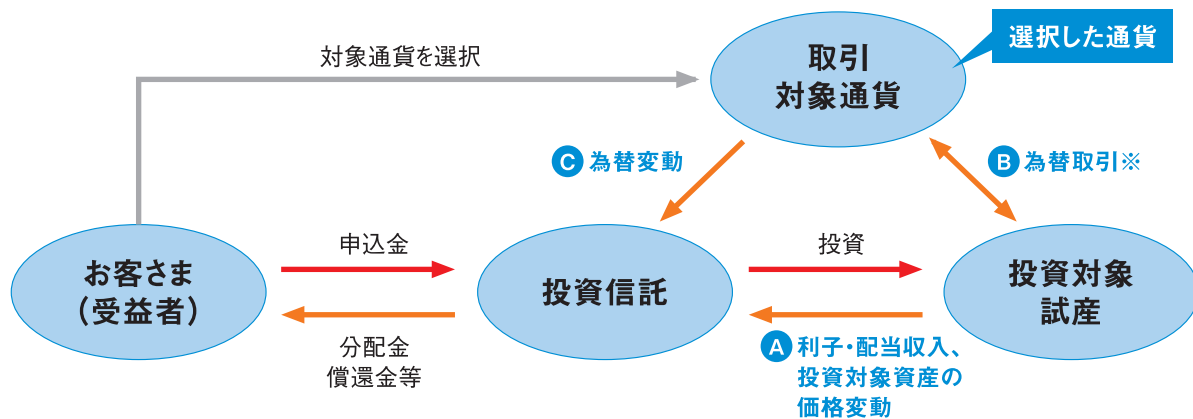 選択した通貨
対象通貨を選択
取引
対象通貨
C 為替変動
B 為替取引※
お客さま
(受益者)
申込金
投資信託
投資
投資対象
試産
分配金
償還金等
A 利子・配当収入、
投資対象資産の
価格変動